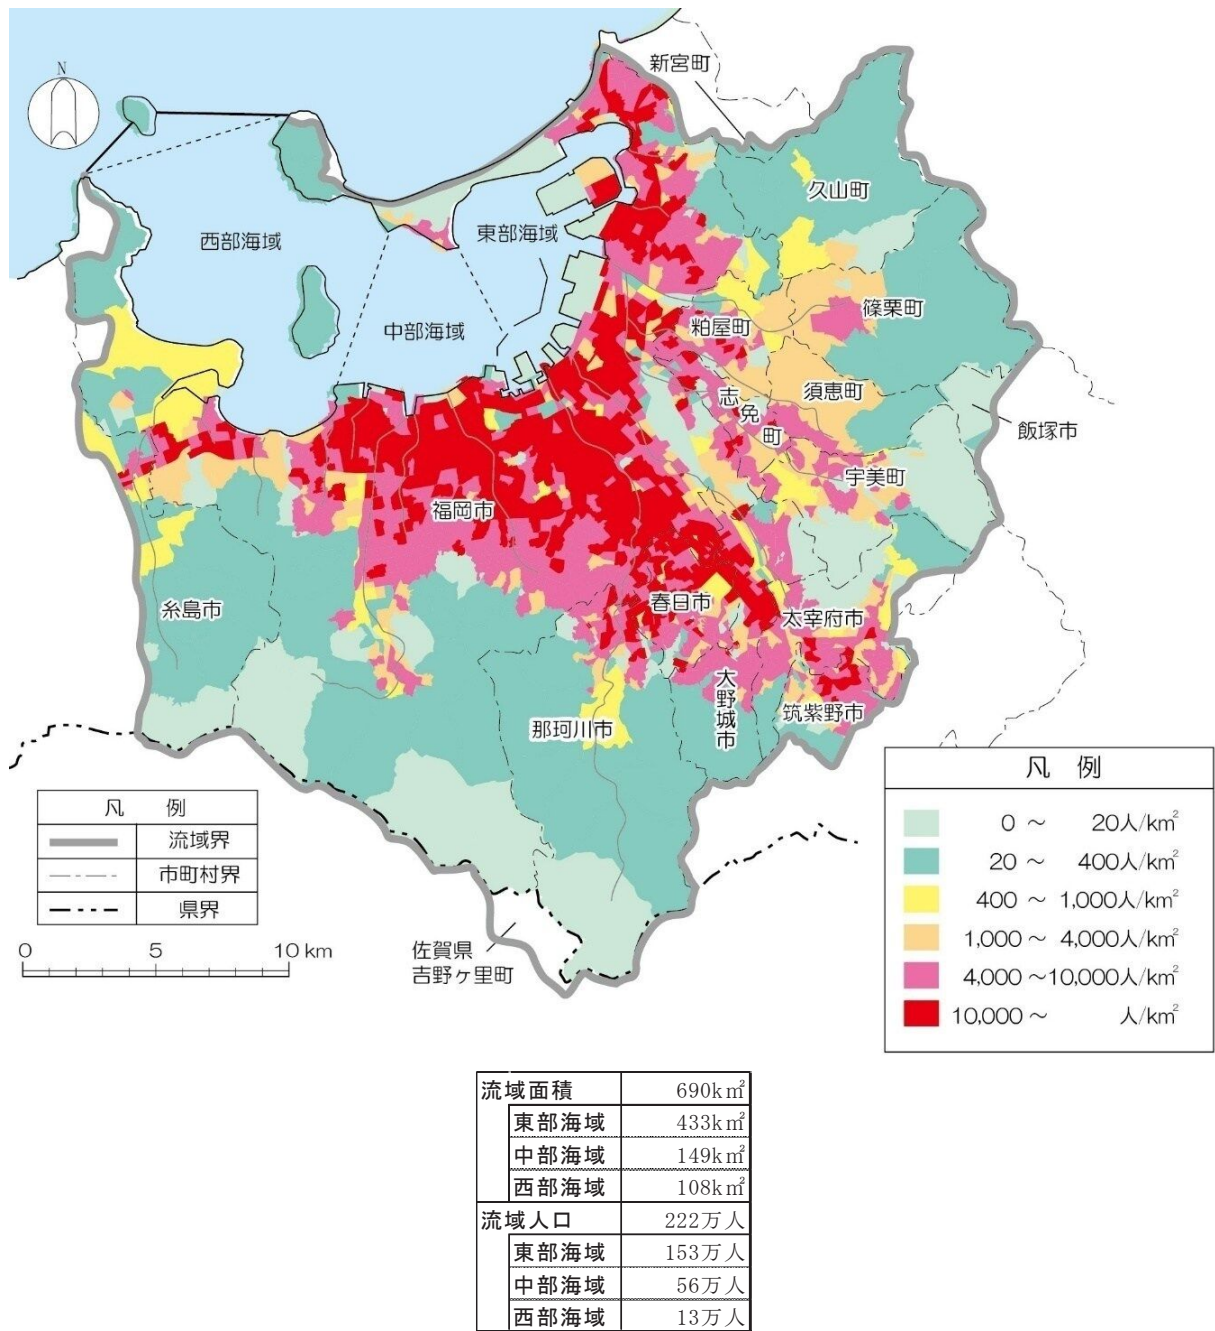 N
新宮町
久山町
西部海域
東部海域
中部海域
粕屋町
篠栗町
須恵町
志免町
飯塚市
宇美町
福岡市
糸島市
春日市
太宰府市
大野城市
那珂川市
筑紫野市
佐賀県
吉野ヶ里町
凡 例
流域界
市町村界
県界
0 5 10 km
凡 例
0 ～ 20人/km²
20 ～ 400人/km²
400 ～ 1,000人/km²
1,000 ～ 4,000人/km²
4,000 ～10,000人/km²
10,000 ～ 人/km²
流域面積 690k㎡
東部海域 433k㎡
中部海域 149k㎡
西部海域 108k㎡
流域人口 222万人
東部海域 153万人
中部海域 56万人
西部海域 13万人